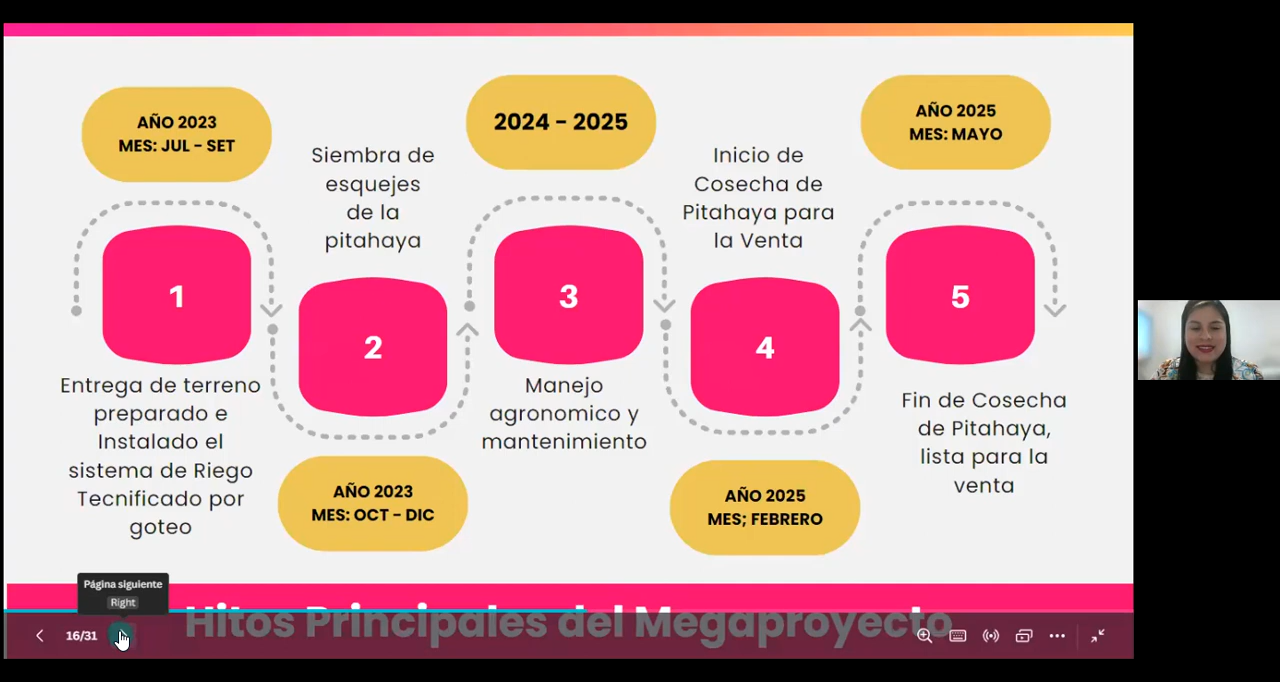 AÑO 2023
MES: JUL - SET
1
Entrega de terreno
preparado e
Instalado el
sistema de Riego
Tecnificado por
goteo
Siembra de
esquejes
de la
pitahaya
2
AÑO 2023
MES: OCT - DIC
2024 - 2025
3
Manejo
agronomico y
mantenimiento
Inicio de
Cosecha de
Pitahaya para
la Venta
4
AÑO 2025
MES; FEBRERO
AÑO 2025
MES: MAYO
5
Fin de Cosecha
de Pitahaya,
lista para la
venta
Hitos Principales del Megaproyecto
Página siguiente
Right
16/31